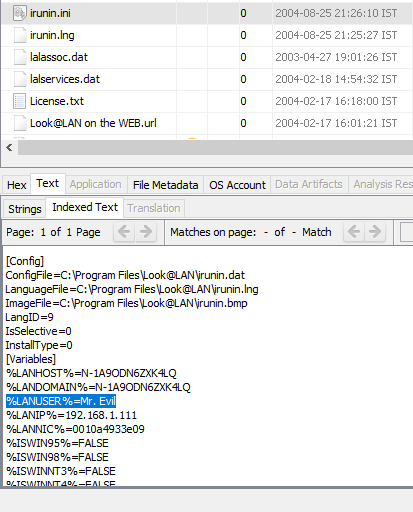 irunin.ini 0 2004-08-25 21:26:10 IST
irunin.lng 0 2004-08-25 21:25:27 IST
lalassoc.dat 0 2003-04-27 19:01:26 IST
lalservices.dat 0 2004-02-18 14:54:32 IST
License.txt 0 2004-02-17 16:18:00 IST
Look@LAN on the WEB.url 0 2004-02-17 16:01:21 IST
Hex Text Application File Metadata OS Account Data Artifacts Analysis Res
Strings Indexed Text Translation
Page: 1 of 1 Page Matches on page: - of - Match
[Config]
ConfigFile=C:\Program Files\Look@LAN\irunin.dat
LanguageFile=C:\Program Files\Look@LAN\irunin.lng
ImageFile=C:\Program Files\Look@LAN\irunin.bmp
LangID=9
IsSelective=0
InstallType=0
[Variables]
%LANHOST%=N-1A9ODN6ZXK4LQ
%LANDOMAIN%=N-1A9ODN6ZXK4LQ
%LANUSER%=Mr. Evil
%LANIP%=192.168.1.111
%LANNIC%=0010a4933e09
%ISWIN95%=FALSE
%ISWIN98%=FALSE
%ISWINNT3%=FALSE
%ISWINNT4%=FALSE